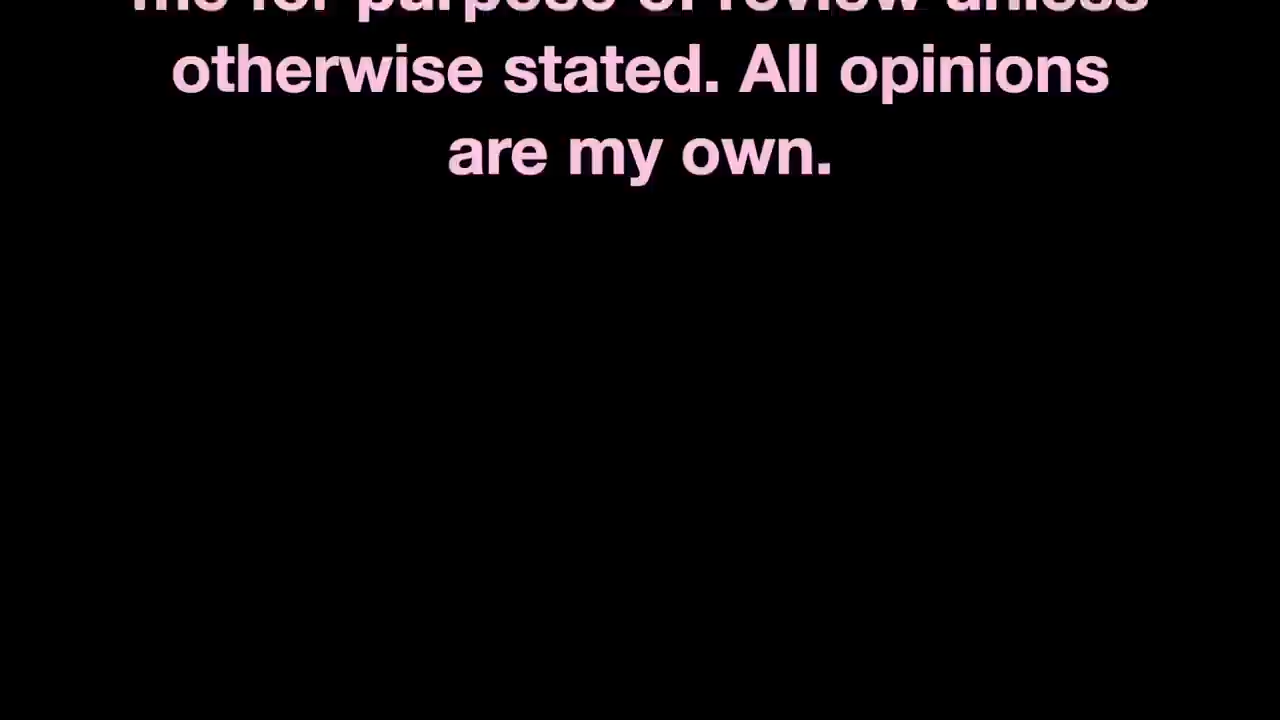 me for purpose of review unless
otherwise stated. All opinions
are my own.